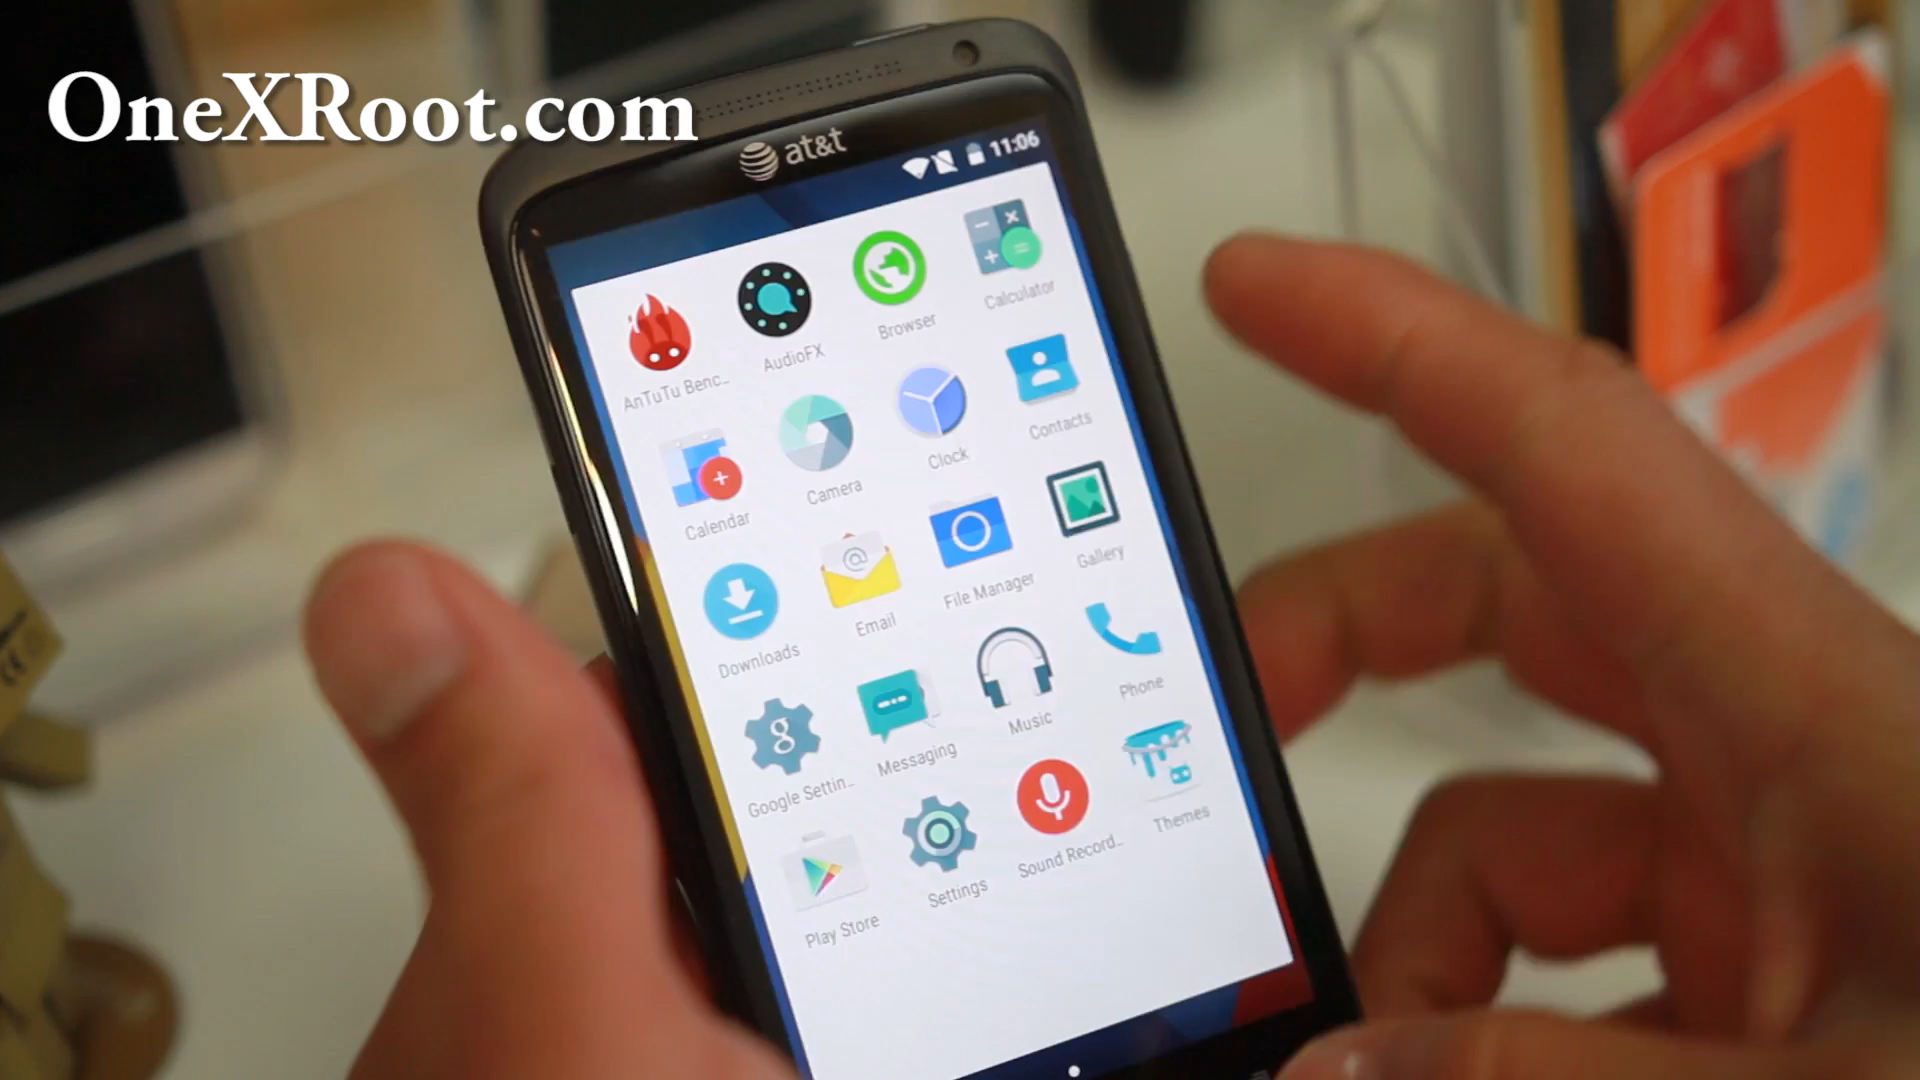 OneXRoot.com
at&t
11:06
AnTuTu Benc...
AudioFX
Browser
Calculator
Calendar
Camera
Clock
Contacts
Downloads
Email
File Manager
Gallery
Google Settin...
Messaging
Music
Phone
Play Store
Settings
Sound Record...
Themes